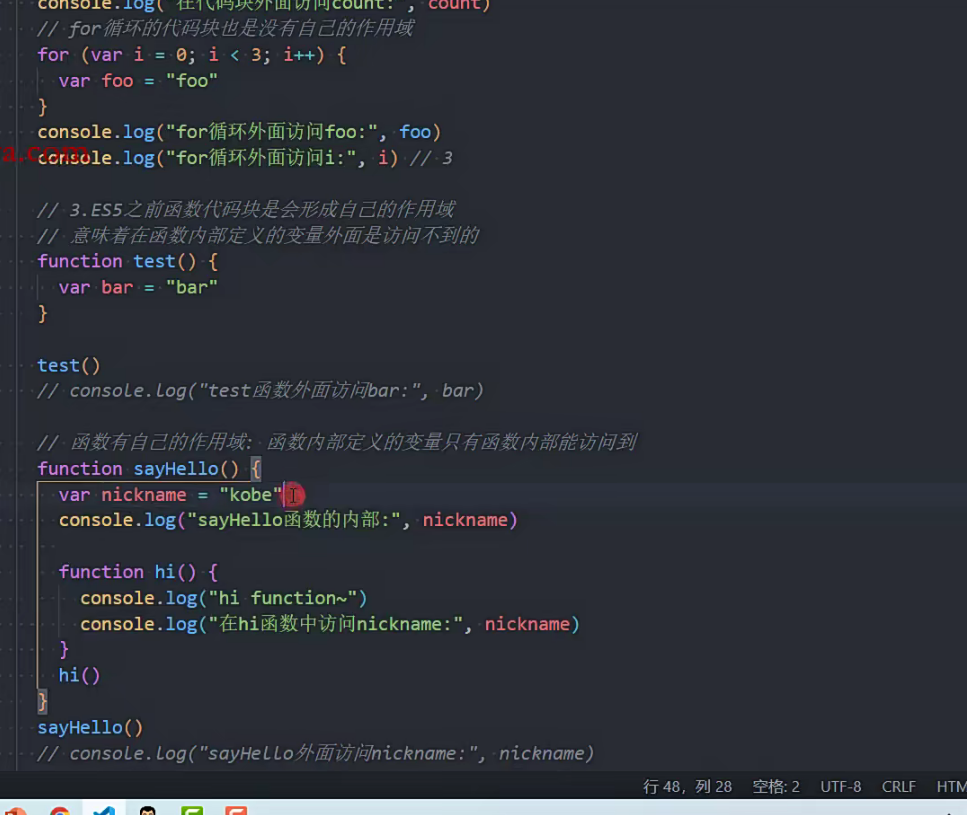 console.log("在代码块外面访问count:", count)
// for循环的代码块也是没有自己的作用域
for (var i = 0; i < 3; i++) {
var foo = "foo"
}
console.log("for循环外面访问foo:", foo)
console.log("for循环外面访问i:", i) // 3
// 3.ES5之前函数代码块是会形成自己的作用域
// 意味着在函数内部定义的变量外面是访问不到的
function test() {
var bar = "bar"
}
test()
// console.log("test函数外面访问bar:", bar)
// 函数有自己的作用域: 函数内部定义的变量只有函数内部能访问到
function sayHello() {
var nickname = "kobe"
console.log("sayHello函数的内部:", nickname)
function hi() {
console.log("hi function~")
console.log("在hi函数中访问nickname:", nickname)
}
hi()
}
sayHello()
// console.log("sayHello外面访问nickname:", nickname)
行 48，列 28 空格: 2 UTF-8 CRLF HTM